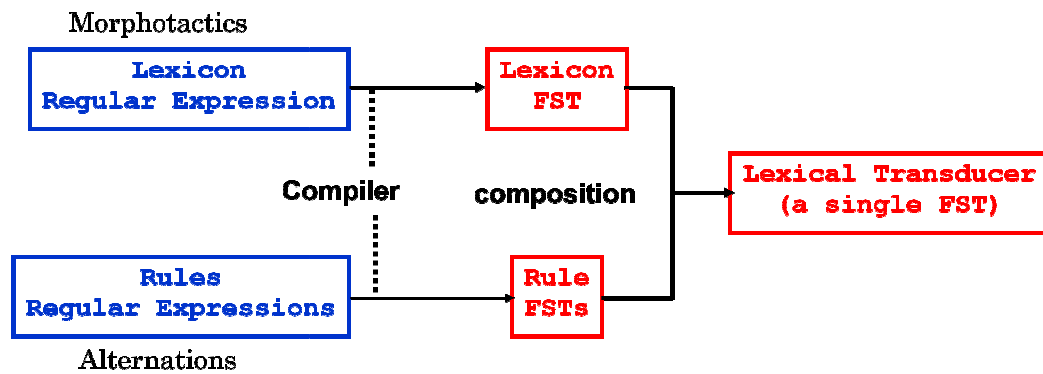 Morphotactics
Lexicon
Regular Expression
Lexicon
FST
Compiler
composition
Lexical Transducer
(a single FST)
Rules
Regular Expressions
Rule
FSTs
Alternations